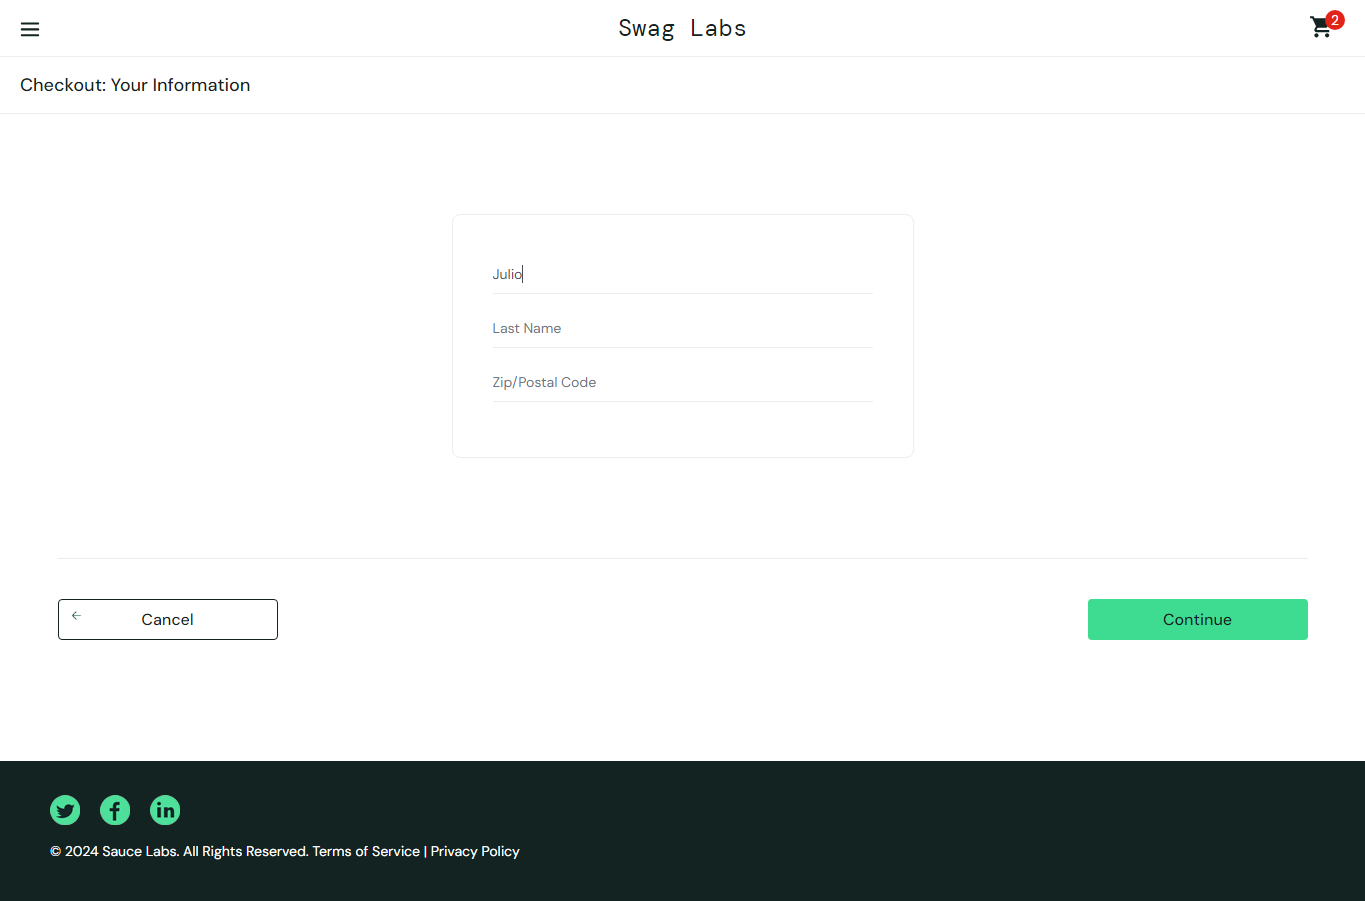 Swag Labs
2
Checkout: Your Information
Julio
Last Name
Zip/Postal Code
Cancel
Continue
© 2024 Sauce Labs. All Rights Reserved. Terms of Service | Privacy Policy